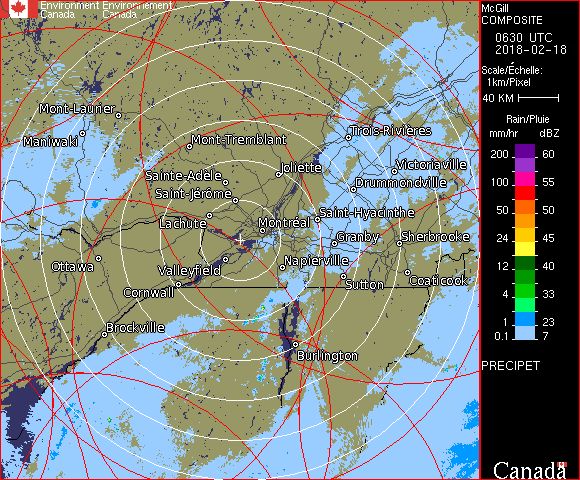 Environment Environnement
Canada Canada
Mont-Laurier
Maniwaki
Mont-Tremblant
Trois-Rivières
Sainte-Adèle
Joliette
Victoriaville
Saint-Jérôme
Drummondville
Lachute
Montréal
Saint-Hyacinthe
Granby
Sherbrooke
Ottawa
Valleyfield
Napierville
Cornwall
Sutton
Coaticook
Brockville
Burlington
McGill
COMPOSITE
0630 UTC
2018-02-18
Scale/Échelle:
1km/Pixel
40 KM
Rain/Pluie
mm/hr dBZ
200 60
100 55
50 50
24 45
12 40
4 33
1 23
0.1 7
PRECIPET
Canada